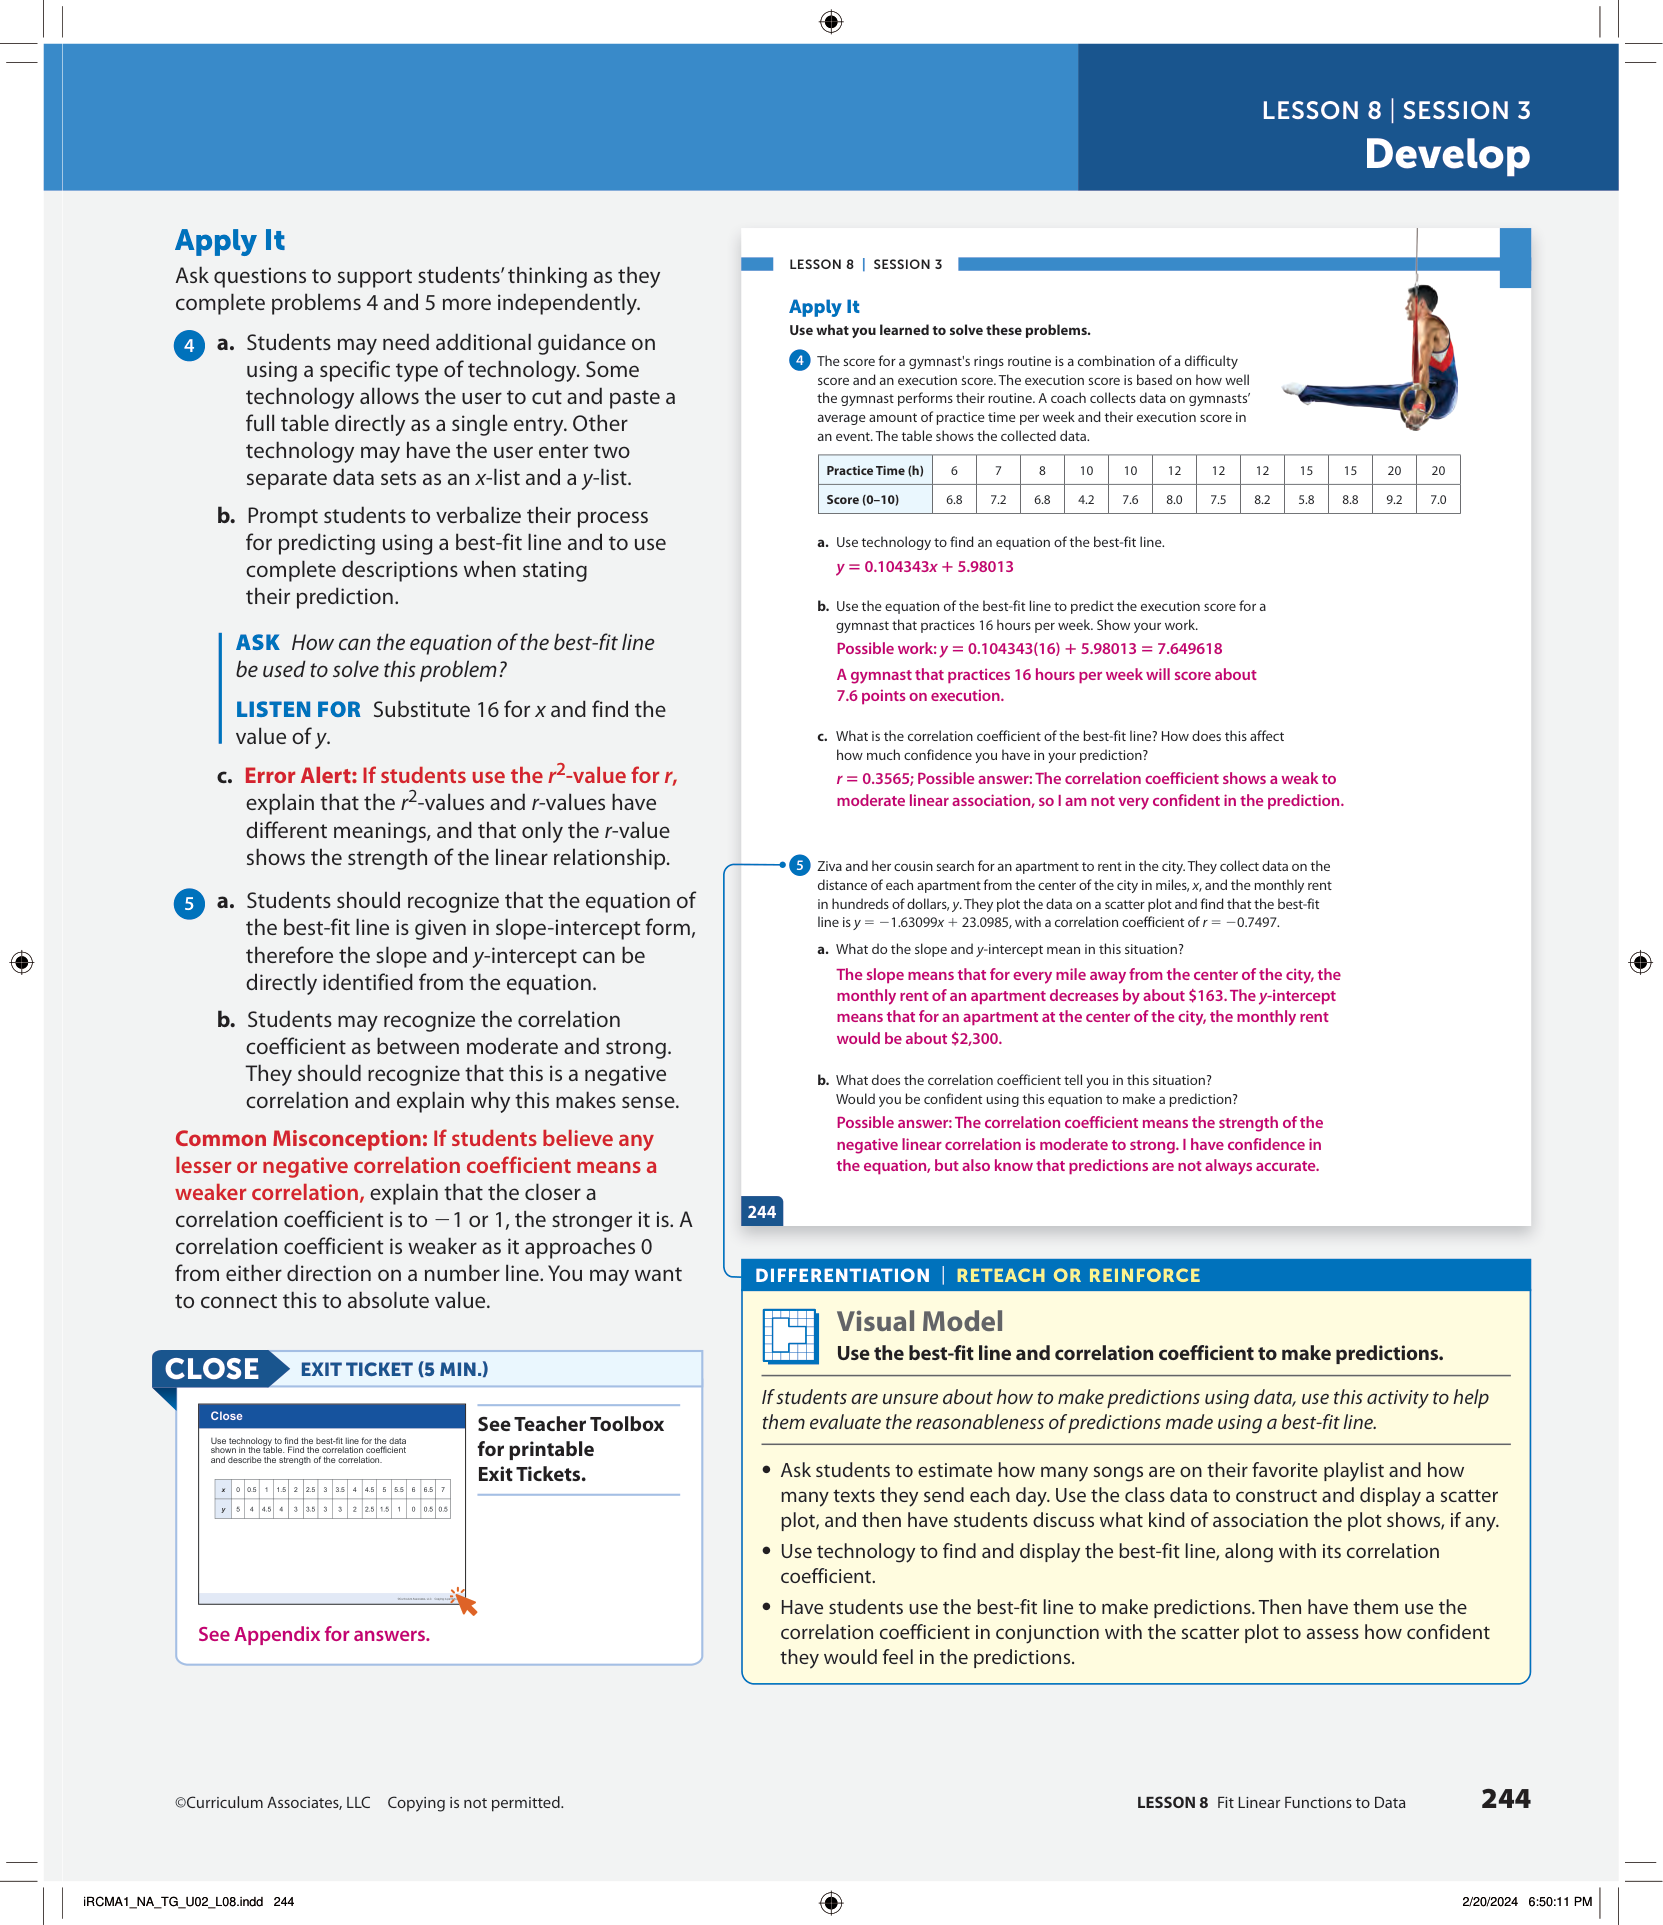 LESSON 8 | SESSION 3
Develop
Apply It
Ask questions to support students' thinking as they
complete problems 4 and 5 more independently.
4 a. Students may need additional guidance on
using a specific type of technology. Some
technology allows the user to cut and paste a
full table directly as a single entry. Other
technology may have the user enter two
separate data sets as an x-list and a y-list.
b. Prompt students to verbalize their process
for predicting using a best-fit line and to use
complete descriptions when stating
their prediction.
ASK How can the equation of the best-fit line
be used to solve this problem?
LISTEN FOR Substitute 16 for x and find the
value of y.
c. Error Alert: If students use the r²-value for r,
explain that the r²-values and r-values have
different meanings, and that only the r-value
shows the strength of the linear relationship.
5 a. Students should recognize that the equation of
the best-fit line is given in slope-intercept form,
therefore the slope and y-intercept can be
directly identified from the equation.
b. Students may recognize the correlation
coefficient as between moderate and strong.
They should recognize that this is a negative
correlation and explain why this makes sense.
Common Misconception: If students believe any
lesser or negative correlation coefficient means a
weaker correlation, explain that the closer a
correlation coefficient is to −1 or 1, the stronger it is. A
correlation coefficient is weaker as it approaches 0
from either direction on a number line. You may want
to connect this to absolute value.
CLOSE EXIT TICKET (5 MIN.)
Close
Use technology to find the best-fit line for the data
shown in the table. Find the correlation coefficient
and describe the strength of the correlation.
x 0 0.5 1 1.5 2 2.5 3 3.5 4 4.5 5 5.5 6 6.5 7
y 5 4 4.5 4 3 3.5 3 3 2 2.5 1.5 1 0 0.5 0.5
See Teacher Toolbox
for printable
Exit Tickets.
See Appendix for answers.
LESSON 8 | SESSION 3
Apply It
Use what you learned to solve these problems.
4 The score for a gymnast's rings routine is a combination of a difficulty
score and an execution score. The execution score is based on how well
the gymnast performs their routine. A coach collects data on gymnasts'
average amount of practice time per week and their execution score in
an event. The table shows the collected data.
Practice Time (h) 6 7 8 10 10 12 12 12 15 15 20 20
Score (0–10) 6.8 7.2 6.8 4.2 7.6 8.0 7.5 8.2 5.8 8.8 9.2 7.0
a. Use technology to find an equation of the best-fit line.
y = 0.104343x + 5.98013
b. Use the equation of the best-fit line to predict the execution score for a
gymnast that practices 16 hours per week. Show your work.
Possible work: y = 0.104343(16) + 5.98013 = 7.649618
A gymnast that practices 16 hours per week will score about
7.6 points on execution.
c. What is the correlation coefficient of the best-fit line? How does this affect
how much confidence you have in your prediction?
r = 0.3565; Possible answer: The correlation coefficient shows a weak to
moderate linear association, so I am not very confident in the prediction.
5 Ziva and her cousin search for an apartment to rent in the city. They collect data on the
distance of each apartment from the center of the city in miles, x, and the monthly rent
in hundreds of dollars, y. They plot the data on a scatter plot and find that the best-fit
line is y = −1.63099x + 23.0985, with a correlation coefficient of r = −0.7497.
a. What do the slope and y-intercept mean in this situation?
The slope means that for every mile away from the center of the city, the
monthly rent of an apartment decreases by about $163. The y-intercept
means that for an apartment at the center of the city, the monthly rent
would be about $2,300.
b. What does the correlation coefficient tell you in this situation?
Would you be confident using this equation to make a prediction?
Possible answer: The correlation coefficient means the strength of the
negative linear correlation is moderate to strong. I have confidence in
the equation, but also know that predictions are not always accurate.
244
DIFFERENTIATION | RETEACH OR REINFORCE
Visual Model
Use the best-fit line and correlation coefficient to make predictions.
If students are unsure about how to make predictions using data, use this activity to help
them evaluate the reasonableness of predictions made using a best-fit line.
• Ask students to estimate how many songs are on their favorite playlist and how
many texts they send each day. Use the class data to construct and display a scatter
plot, and then have students discuss what kind of association the plot shows, if any.
• Use technology to find and display the best-fit line, along with its correlation
coefficient.
• Have students use the best-fit line to make predictions. Then have them use the
correlation coefficient in conjunction with the scatter plot to assess how confident
they would feel in the predictions.
©Curriculum Associates, LLC Copying is not permitted.
LESSON 8 Fit Linear Functions to Data 244
iRCMA1_NA_TG_U02_L08.indd 244
2/20/2024 6:50:11 PM